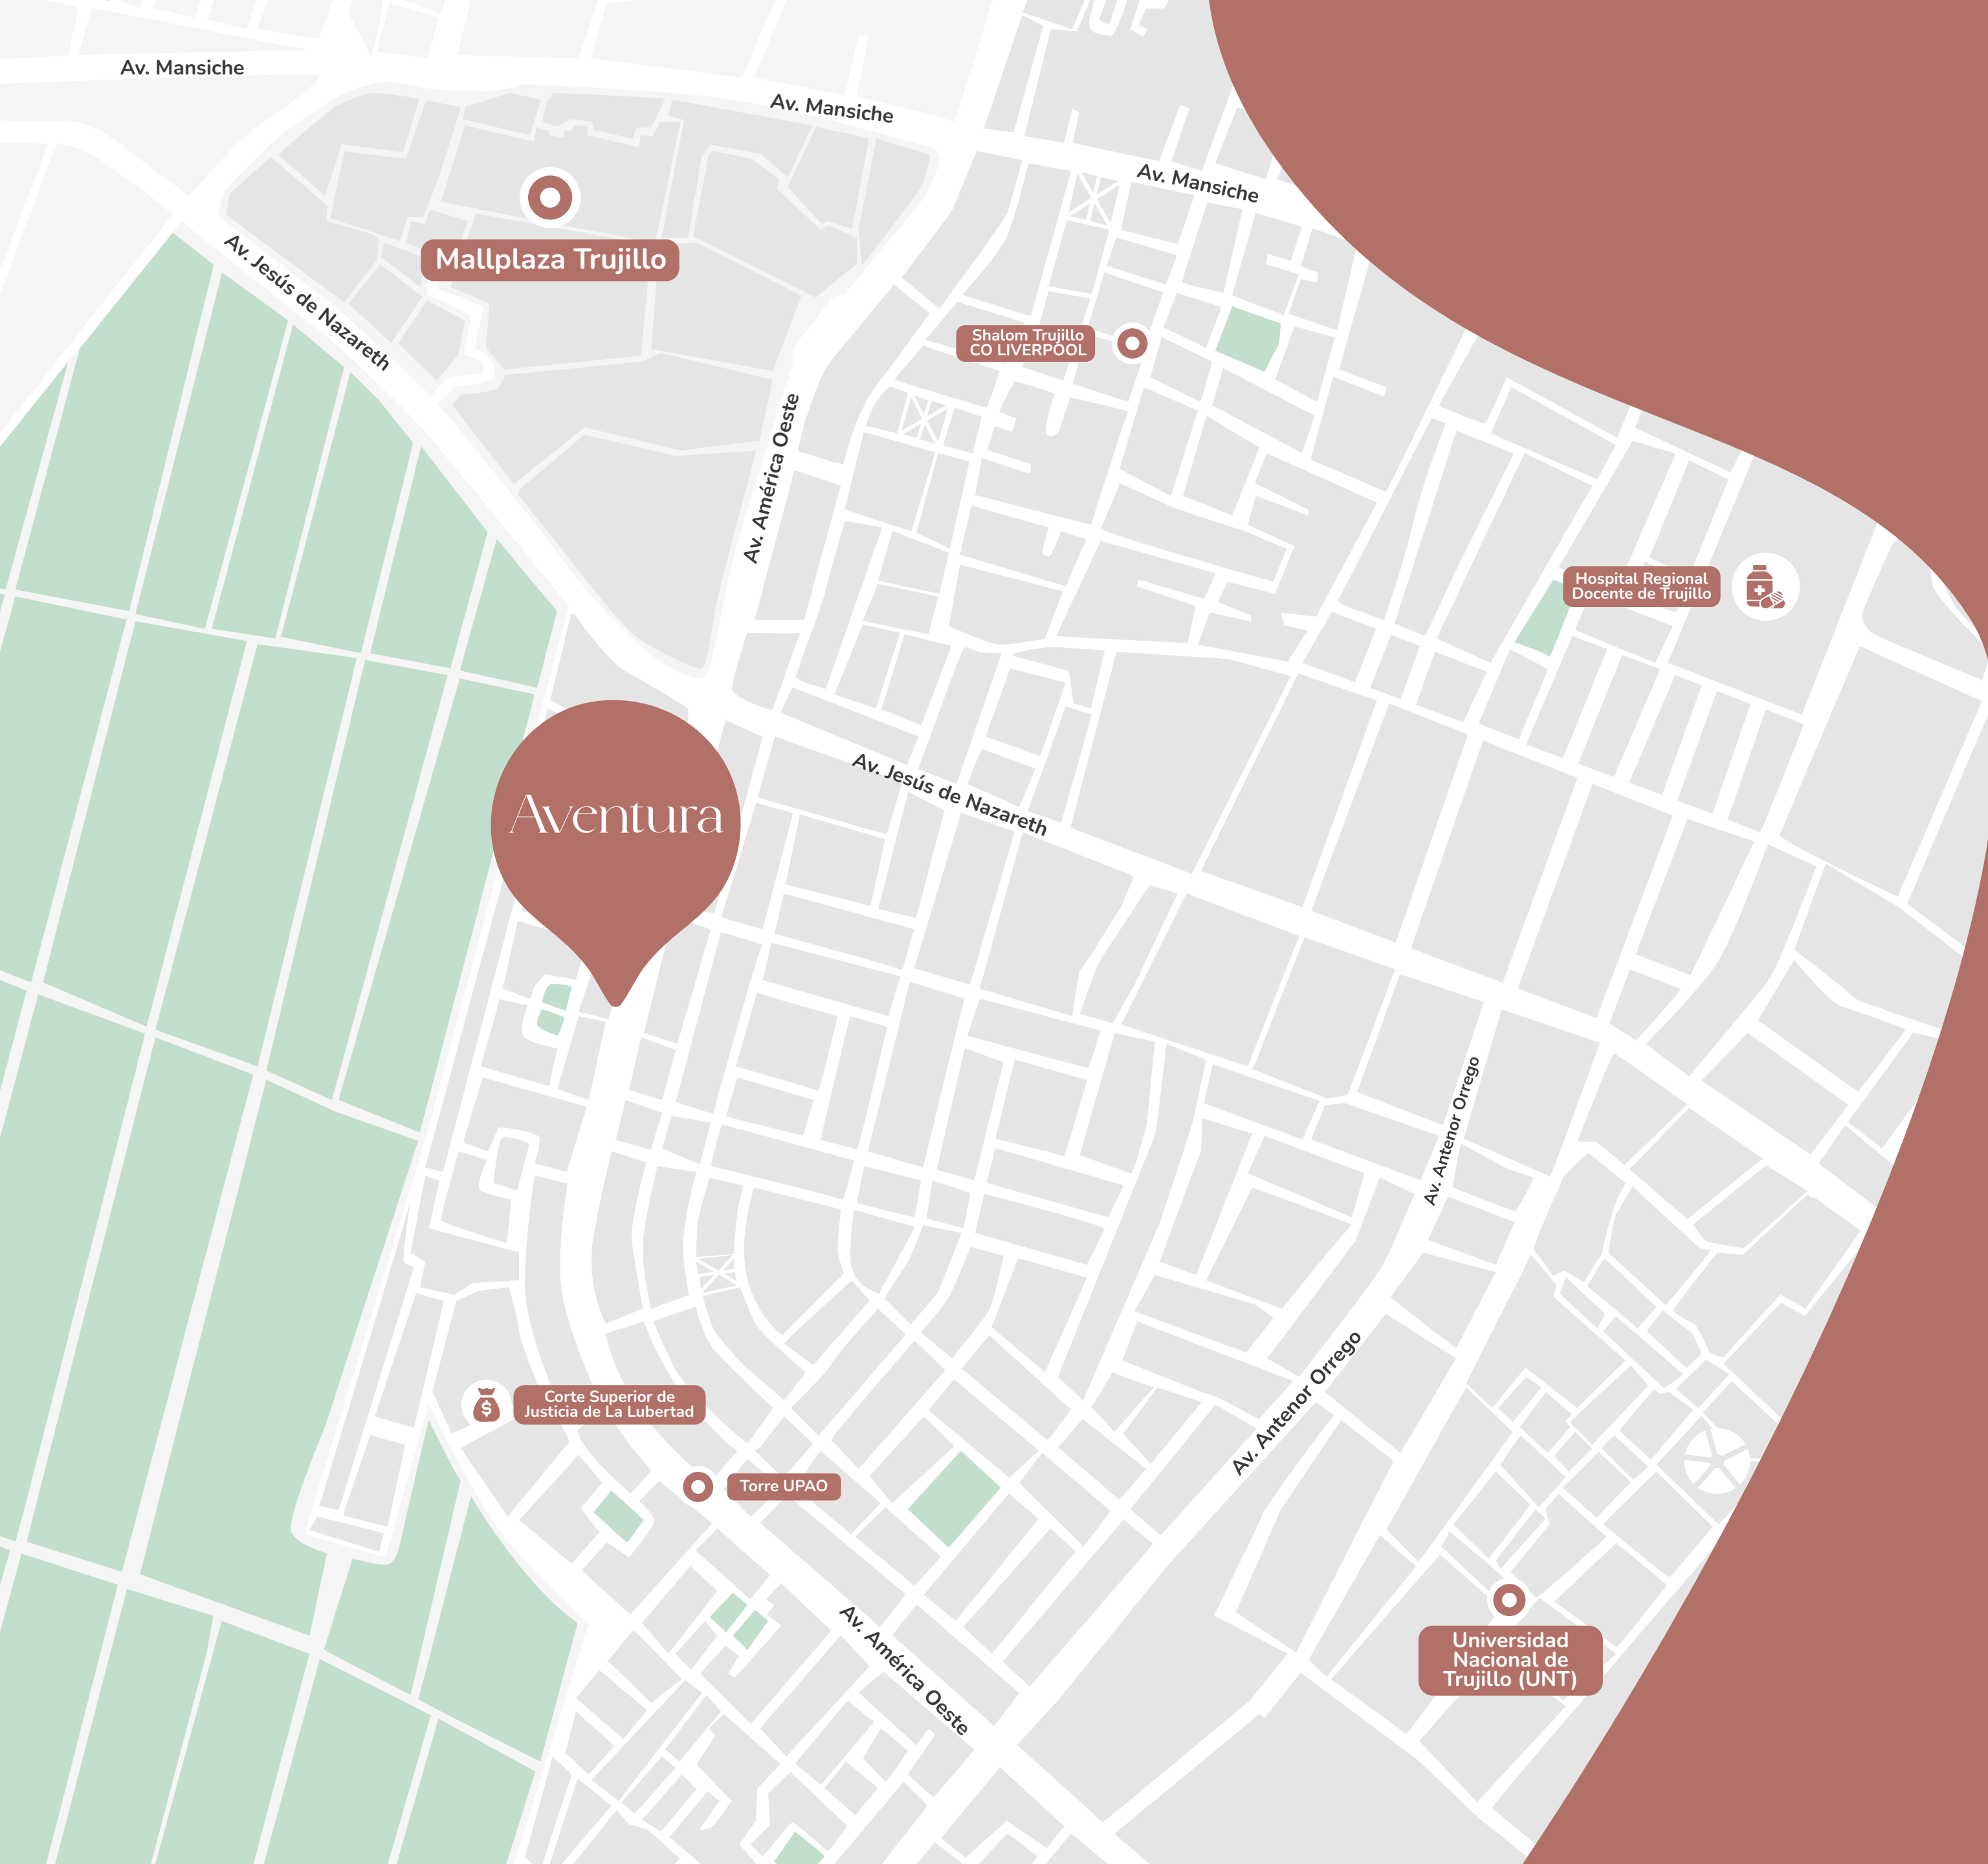 Av. Mansiche
Av. Mansiche
Av. Mansiche
Mallplaza Trujillo
Av. Jesús de Nazareth
Shalom Trujillo
CO LIVERPOOL
Av. América Oeste
Hospital Regional
Docente de Trujillo
Aventura
Av. Jesús de Nazareth
Av. Antenor Orrego
Av. Antenor Orrego
Corte Superior de
Justicia de La Lubertad
$
Torre UPAO
Av. América Oeste
Universidad
Nacional de
Trujillo (UNT)